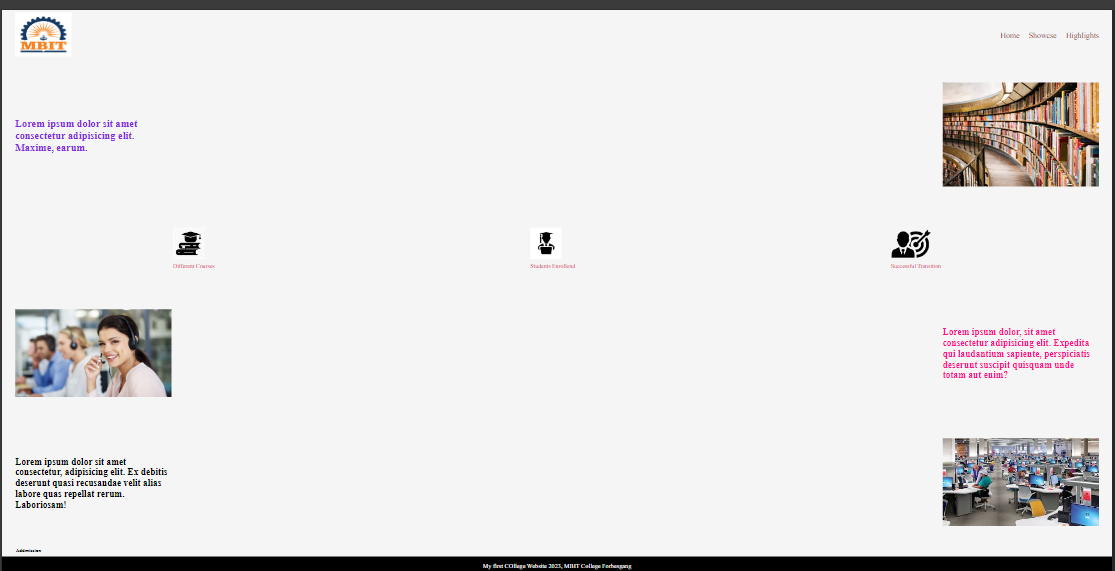 MBIT
Home Showcse Highlights
Lorem ipsum dolor sit amet
consectetur adipisicing elit.
Maxime, earum.
Different Courses
Students Enrollend
Successful Transition
Lorem ipsum dolor, sit amet
consectetur adipisicing elit. Expedita
qui laudantium sapiente, perspiciatis
deserunt suscipit quisquam unde
totam aut enim?
Lorem ipsum dolor sit amet
consectetur, adipisicing elit. Ex debitis
deserunt quasi recusandae velit alias
labore quas repellat rerum.
Laboriosam!
My first COllege Website 2023, MBIT College Forbesgang